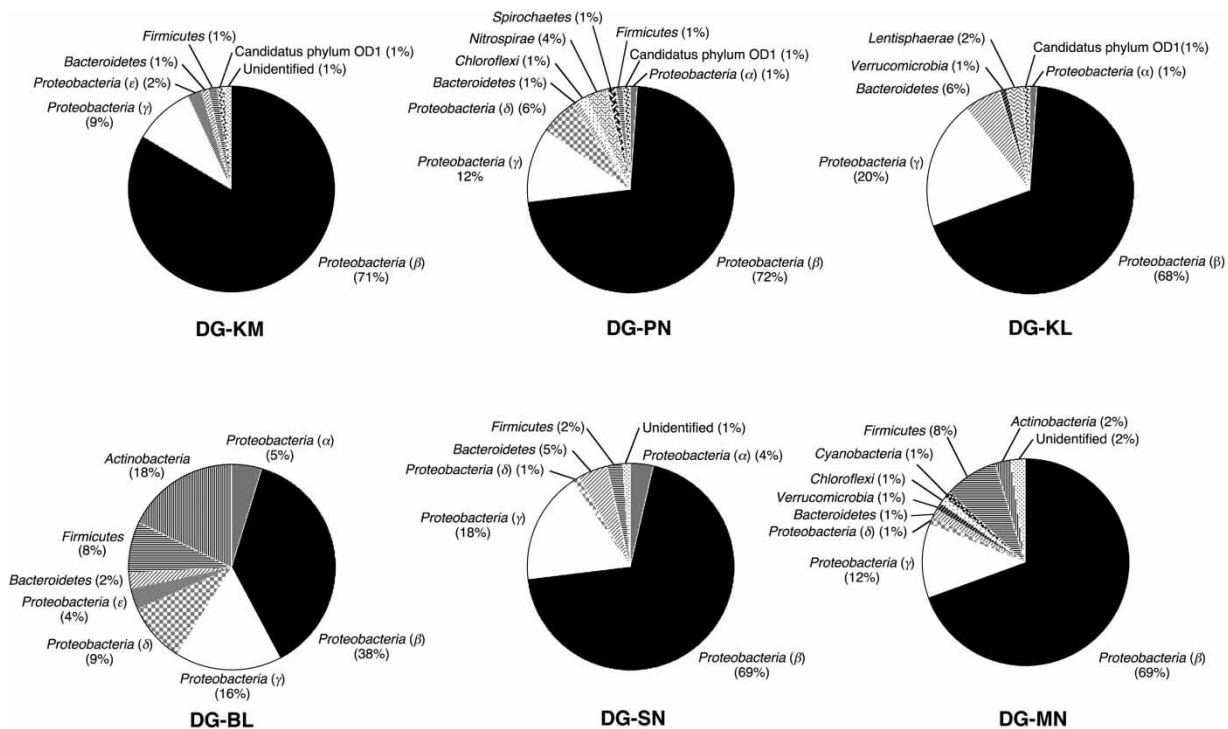 Firmicutes (1%)
Candidatus phylum OD1 (1%)
Bacteroidetes (1%)
Unidentified (1%)
Proteobacteria (ε) (2%)
Proteobacteria (γ)
9%)
Proteobacteria (β)
(71%)
DG-KM
Spirochaetes (1%)
Nitrospirae (4%)
Firmicutes (1%)
Chloroflexi (1%)
Candidatus phylum OD1 (1%)
Bacteroidetes (1%)
Proteobacteria (α) (1%)
Proteobacteria (δ) (6%)
Proteobacteria (γ)
12%
Proteobacteria (β)
(72%)
DG-PN
Lentisphaerae (2%)
Candidatus phylum OD1(1%)
Verrucomicrobia (1%)
Proteobacteria (α) (1%)
Bacteroidetes (6%)
Proteobacteria (γ)
(20%)
Proteobacteria (β)
(68%)
DG-KL
Proteobacteria (α)
(5%)
Actinobacteria
(18%)
Firmicutes
(8%)
Bacteroidetes (2%)
Proteobacteria (ε)
(4%)
Proteobacteria (δ)
(9%)
Proteobacteria (γ)
(16%)
Proteobacteria (β)
(38%)
DG-BL
Firmicutes (2%)
Unidentified (1%)
Bacteroidetes (5%)
Proteobacteria (α) (4%)
Proteobacteria (δ) (1%)
Proteobacteria (γ)
(18%)
Proteobacteria (β)
(69%)
DG-SN
Actinobacteria (2%)
Firmicutes (8%)
Unidentified (2%)
Cyanobacteria (1%)
Chloroflexi (1%)
Verrucomicrobia (1%)
Bacteroidetes (1%)
Proteobacteria (δ) (1%)
Proteobacteria (γ)
(12%)
Proteobacteria (β)
(69%)
DG-MN